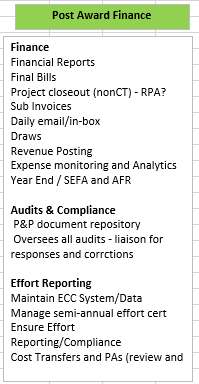 Post Award Finance
Finance
Financial Reports
Final Bills
Project closeout (nonCT) - RPA?
Sub Invoices
Daily email/in-box
Draws
Revenue Posting
Expense monitoring and Analytics
Year End / SEFA and AFR
Audits & Compliance
P&P document repository
Oversees all audits - liaison for
responses and corrctions
Effort Reporting
Maintain ECC System/Data
Manage semi-annual effort cert
Ensure Effort
Reporting/Compliance
Cost Transfers and PAs (review and